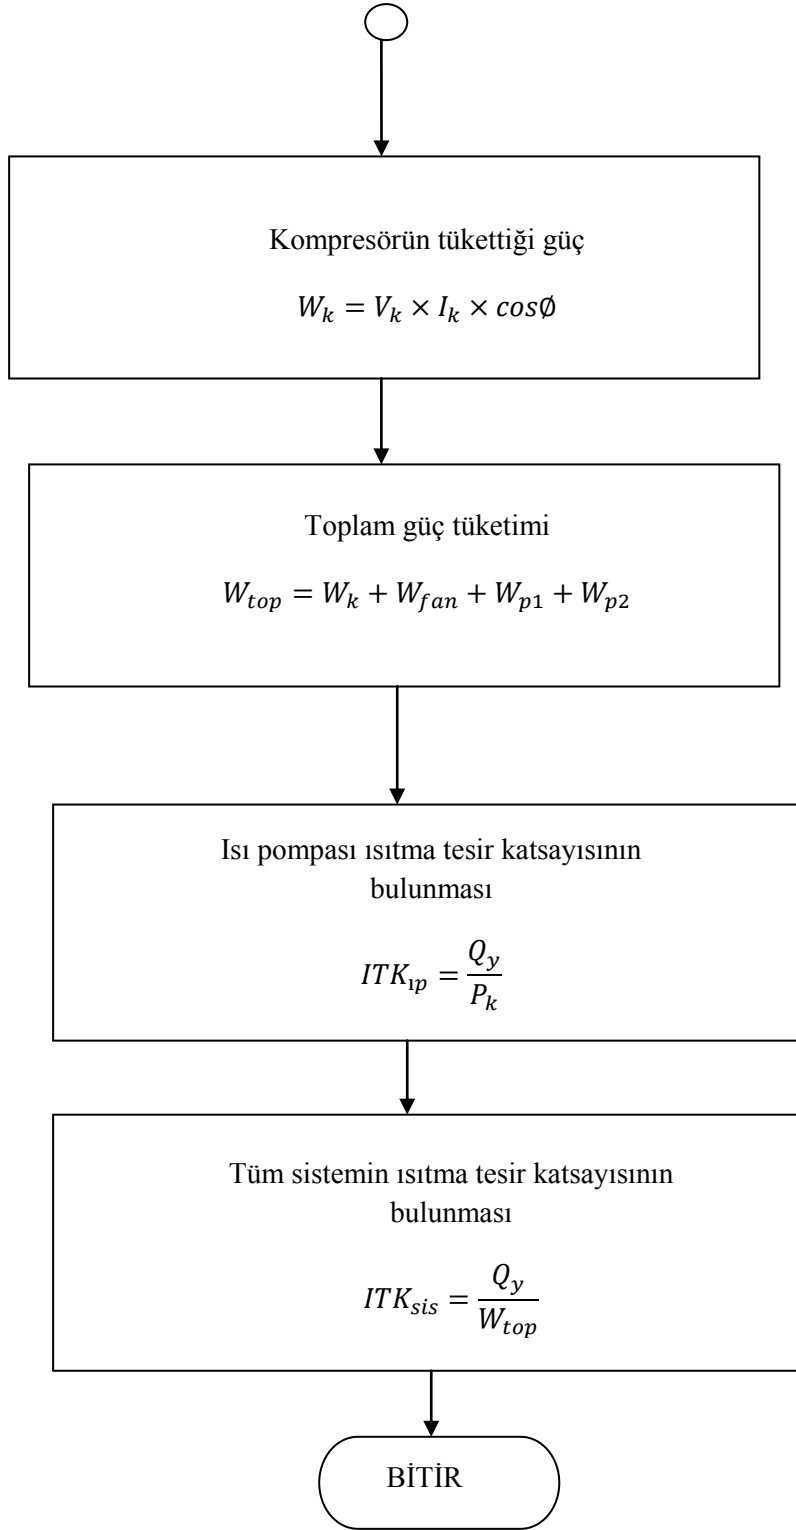 Kompresörün tükettiği güç
W_k = V_k × I_k × cos∅
Toplam güç tüketimi
W_top = W_k + W_fan + W_p1 + W_p2
Isı pompası ısıtma tesir katsayısının
bulunması
ITK_ıp = Q_y / P_k
Tüm sistemin ısıtma tesir katsayısının
bulunması
ITK_sis = Q_y / W_top
BİTİR